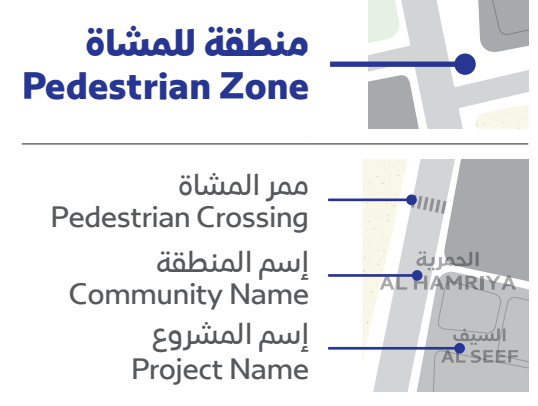 منطقة للمشاة
Pedestrian Zone
ممر المشاة
Pedestrian Crossing
إسم المنطقة
Community Name
إسم المشروع
Project Name
الحمرية
AL HAMRIYA
السيف
AL SEEF